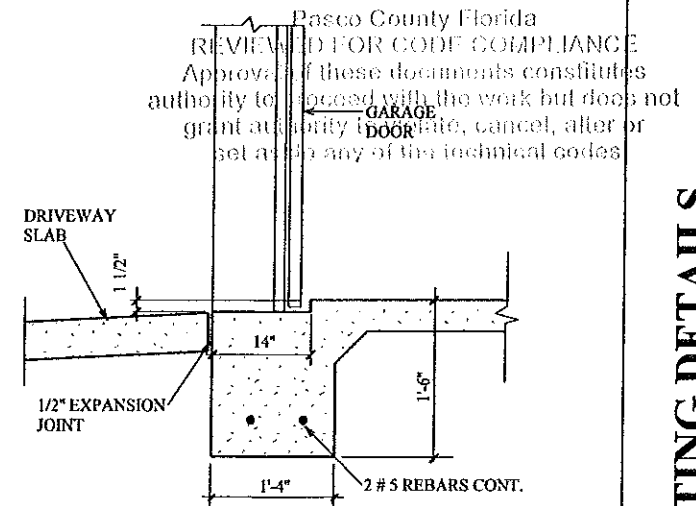 Pasco County Florida
REVIEWED FOR CODE COMPLIANCE
Approval of these documents constitutes
authority to proceed with the work but does not
grant authority to violate, cancel, alter or
set aside any of the technical codes
GARAGE
DOOR
DRIVEWAY
SLAB
1 1/2"
14"
1'-6"
1/2" EXPANSION
JOINT
1'-4"
2 # 5 REBARS CONT.
TING DETAILS